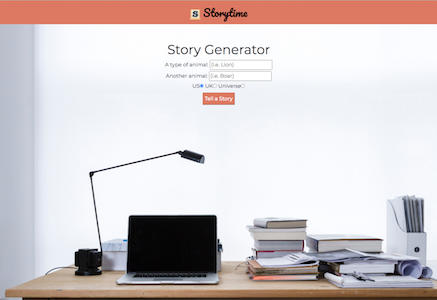 S Storytime
Story Generator
A type of animal: (i.e. Lion)
Another animal: (i.e. Boar)
US UK Universe
Tell a Story